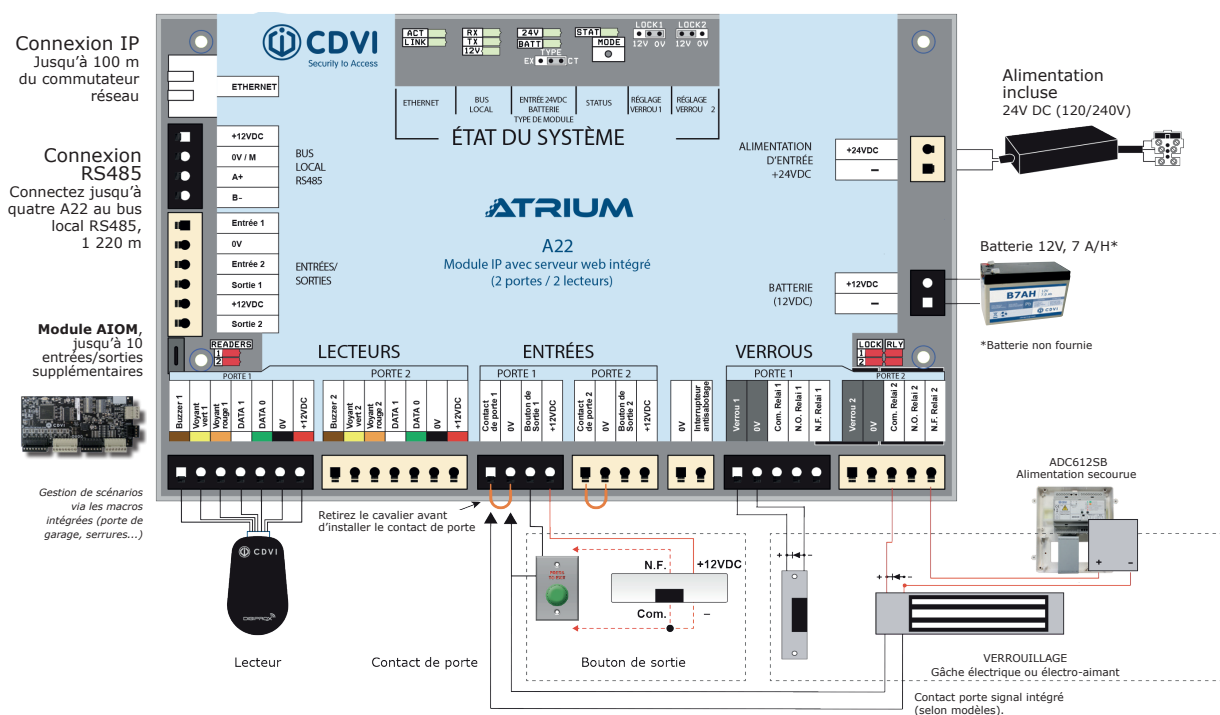 Connexion IP
Jusqu'à 100 m
du commutateur
réseau
Connexion
RS485
Connectez jusqu'à
quatre A22 au bus
local RS485,
1 220 m
Module AIOM,
jusqu'à 10
entrées/sorties
supplémentaires
CDVI
Gestion de scénarios
via les macros
intégrées (porte de
garage, serrures...)
CDVI
Security to Access
ACT
LINK
RX
TX
12V
24V
BATT
TYPE
EX
CT
STAT
MODE
LOCK1
12V 0V
LOCK2
12V 0V
ETHERNET
BUS
LOCAL
ENTRÉE 24VDC
BATTERIE
TYPE DE MODULE
STATUS
RÉGLAGE
VERROU 1
RÉGLAGE
VERROU 2
ÉTAT DU SYSTÈME
ETHERNET
+12VDC
0V / M
A+
B-
BUS
LOCAL
RS485
Entrée 1
0V
Entrée 2
Sortie 1
+12VDC
Sortie 2
ENTRÉES/
SORTIES
ATRIUM
A22
Module IP avec serveur web intégré
(2 portes / 2 lecteurs)
ALIMENTATION
D'ENTRÉE
+24VDC
+24VDC
–
BATTERIE
(12VDC)
+12VDC
–
Alimentation
incluse
24V DC (120/240V)
Batterie 12V, 7 A/H*
B7AH
CDVI
*Batterie non fournie
READERS
1
2
LOCK RLY
1
2
LECTEURS
ENTRÉES
VERROUS
PORTE 1
PORTE 2
PORTE 1
PORTE 2
PORTE 1
PORTE 2
Buzzer 1
Voyant
vert 1
Voyant
rouge 1
DATA 1
DATA 0
0V
+12VDC
Buzzer 2
Voyant
vert 2
Voyant
rouge 2
DATA 1
DATA 0
0V
+12VDC
Contact
de porte 1
0V
Bouton de
Sortie 1
+12VDC
Contact
de porte 2
0V
Bouton de
Sortie 2
+12VDC
0V
Interrupteur
antisabotage
Verrou 1
0V
Com. Relai 1
N.O. Relai 1
N.F. Relai 1
Verrou 2
0V
Com. Relai 2
N.O. Relai 2
N.F. Relai 2
Retirez le cavalier avant
d'installer le contact de porte
CDVI
DIGIPROX
Lecteur
Contact de porte
N.F.
+12VDC
Com.
–
Bouton de sortie
+
-
+
-
ADC612SB
Alimentation secourue
+
–
VERROUILLAGE
Gâche électrique ou électro-aimant
Contact porte signal intégré
(selon modèles).